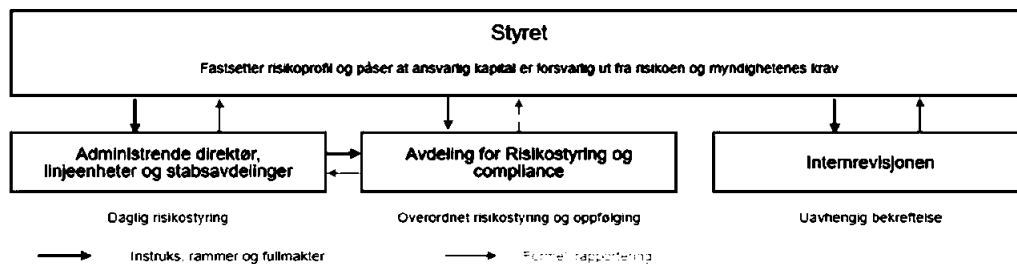 Styret
Fastsetter risikoprofil og påser at ansvarlig kapital er forsvarlig ut fra risikoen og myndighetenes krav
Administrende direktør,
linjeenheter og stabsavdelinger
Avdeling for Risikostyring og
compliance
Internrevisjonen
Daglig risikostyring
Overordnet risikostyring og oppfølging
Uavhengig bekreftelse
Instruks, rammer og fullmakter
Formell rapportering